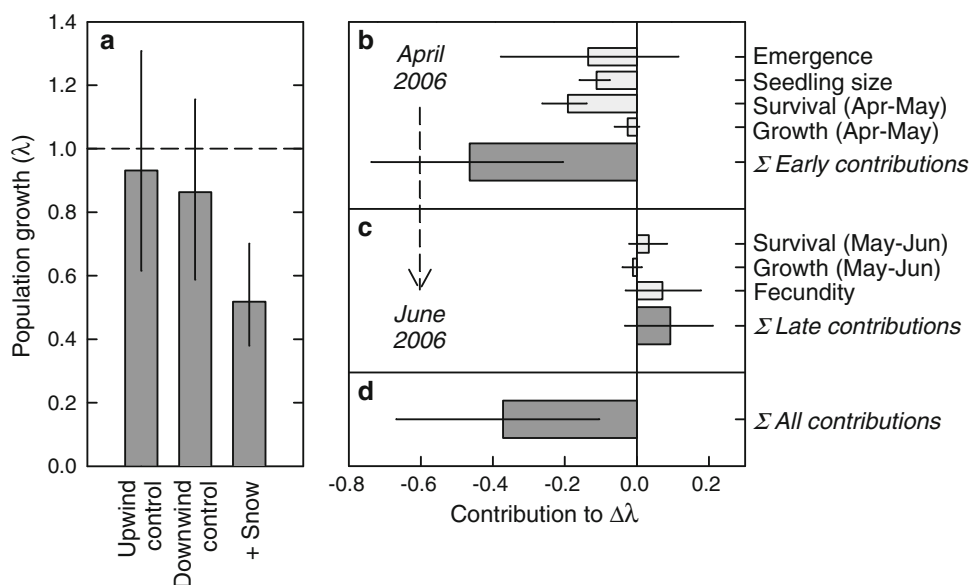 a
1.4
1.2
1.0
0.8
0.6
0.4
0.2
0.0
Population growth (λ)
Upwind
control
Downwind
control
+ Snow
b
April
2006
Emergence
Seedling size
Survival (Apr-May)
Growth (Apr-May)
Σ Early contributions
c
June
2006
Survival (May-Jun)
Growth (May-Jun)
Fecundity
Σ Late contributions
d
Σ All contributions
-0.8 -0.6 -0.4 -0.2 0.0 0.2
Contribution to Δλ